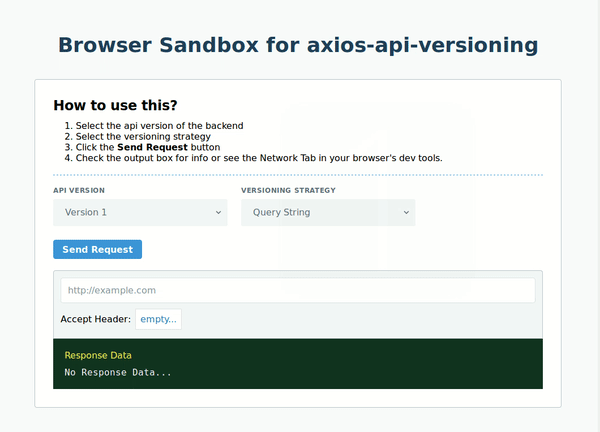 Browser Sandbox for axios-api-versioning
How to use this?
1. Select the api version of the backend
2. Select the versioning strategy
3. Click the Send Request button
4. Check the output box for info or see the Network Tab in your browser's dev tools.
API VERSION
VERSIONING STRATEGY
Version 1
Query String
Send Request
http://example.com
Accept Header: empty...
Response Data
No Response Data...